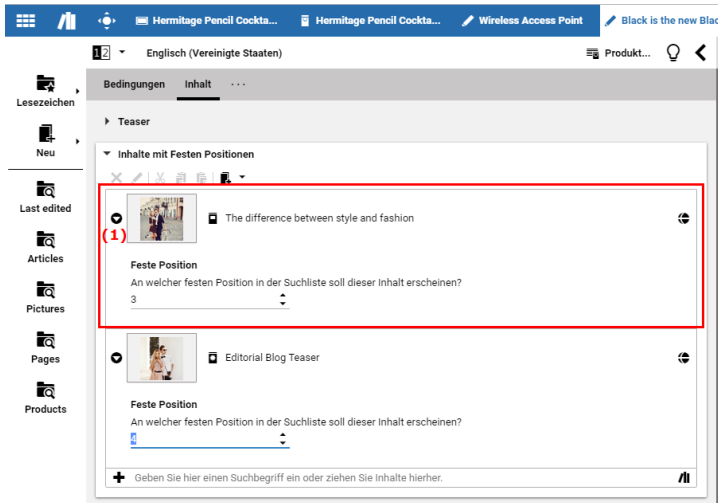 Hermitage Pencil Cockta...
Hermitage Pencil Cockta...
Wireless Access Point
Black is the new Blac
12
Englisch (Vereinigte Staaten)
Produkt...
Lesezeichen
Neu
Last edited
Articles
Pictures
Pages
Products
Bedingungen Inhalt ...
Teaser
Inhalte mit Festen Positionen
(1)
The difference between style and fashion
Feste Position
An welcher festen Position in der Suchliste soll dieser Inhalt erscheinen?
3
Editorial Blog Teaser
Feste Position
An welcher festen Position in der Suchliste soll dieser Inhalt erscheinen?
4
Geben Sie hier einen Suchbegriff ein oder ziehen Sie Inhalte hierher.